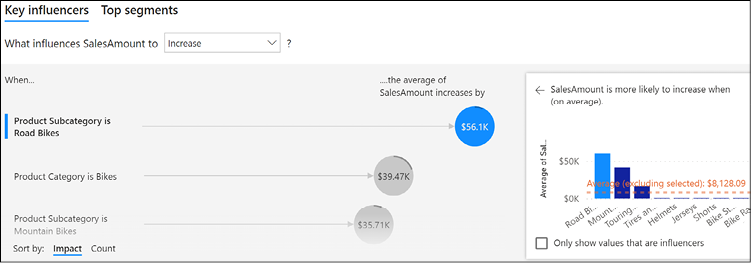 Key influencers Top segments
What influences SalesAmount to Increase ?
When...
....the average of
SalesAmount increases by
Product Subcategory is
Road Bikes
$56.1K
Product Category is Bikes
$39.47K
Product Subcategory is
Mountain Bikes
$35.71K
Sort by: Impact Count
← SalesAmount is more likely to increase when
(on average).
Average of Sal...
$50K
$0K
Average (excluding selected): $8,128.09
Road Bi...
Mount...
Touring...
Tires an...
Helmets
Jerseys
Shorts
Bike St...
Bike Ra
Only show values that are influencers